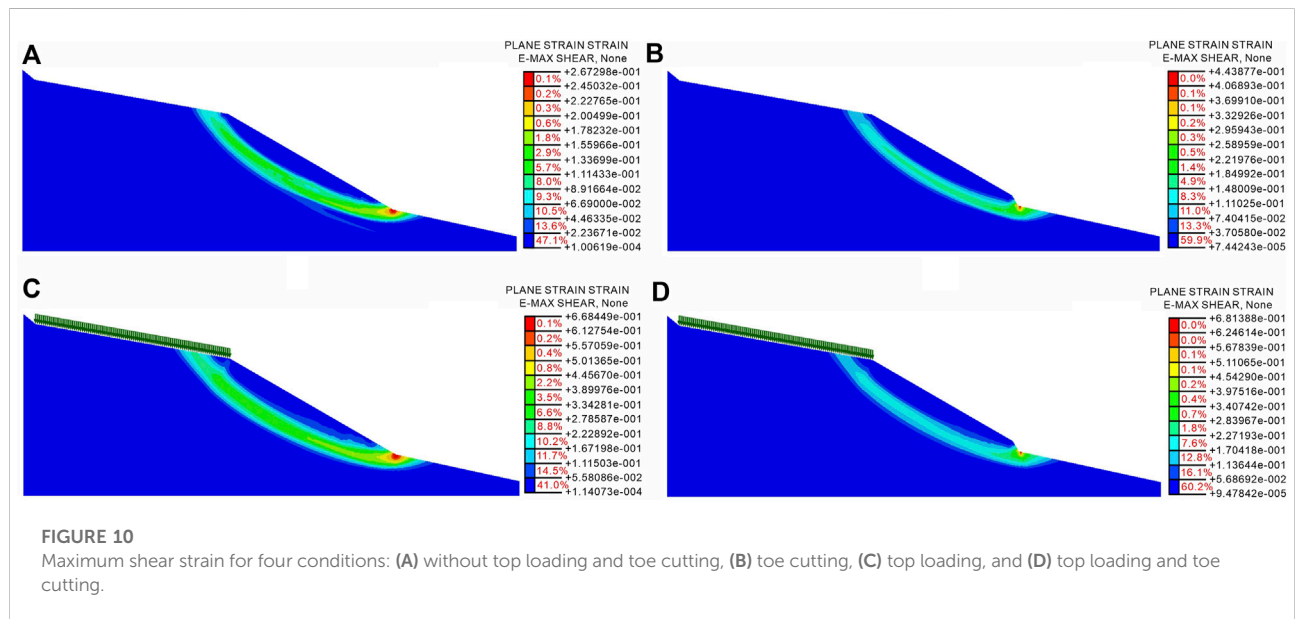 A
PLANE STRAIN STRAIN
E-MAX SHEAR, None
+2.67298e-001
0.1%
+2.45032e-001
0.2%
+2.22765e-001
0.3%
+2.00499e-001
0.6%
+1.78232e-001
1.8%
+1.55966e-001
2.9%
+1.33699e-001
5.7%
+1.11433e-001
8.0%
+8.91664e-002
9.3%
+6.69000e-002
10.5%
+4.46335e-002
13.6%
+2.23671e-002
47.1%
+1.00619e-004
B
PLANE STRAIN STRAIN
E-MAX SHEAR, None
+4.43877e-001
0.0%
+4.06893e-001
0.1%
+3.69910e-001
0.1%
+3.32926e-001
0.2%
+2.95943e-001
0.3%
+2.58959e-001
0.5%
+2.21976e-001
1.4%
+1.84992e-001
4.9%
+1.48009e-001
8.3%
+1.11025e-001
11.0%
+7.40415e-002
13.3%
+3.70580e-002
59.9%
+7.44243e-005
C
PLANE STRAIN STRAIN
E-MAX SHEAR, None
+6.68449e-001
0.1%
+6.12754e-001
0.2%
+5.57059e-001
0.4%
+5.01365e-001
0.8%
+4.45670e-001
2.2%
+3.89976e-001
3.5%
+3.34281e-001
6.6%
+2.78587e-001
8.8%
+2.22892e-001
10.2%
+1.67198e-001
11.7%
+1.11503e-001
14.5%
+5.58086e-002
41.0%
+1.14073e-004
D
PLANE STRAIN STRAIN
E-MAX SHEAR, None
+6.81388e-001
0.0%
+6.24614e-001
0.0%
+5.67839e-001
0.1%
+5.11065e-001
0.1%
+4.54290e-001
0.2%
+3.97516e-001
0.4%
+3.40742e-001
0.7%
+2.83967e-001
1.8%
+2.27193e-001
7.6%
+1.70418e-001
12.8%
+1.13644e-001
16.1%
+5.68692e-002
60.2%
+9.47842e-005
FIGURE 10
Maximum shear strain for four conditions: (A) without top loading and toe cutting, (B) toe cutting, (C) top loading, and (D) top loading and toe
cutting.